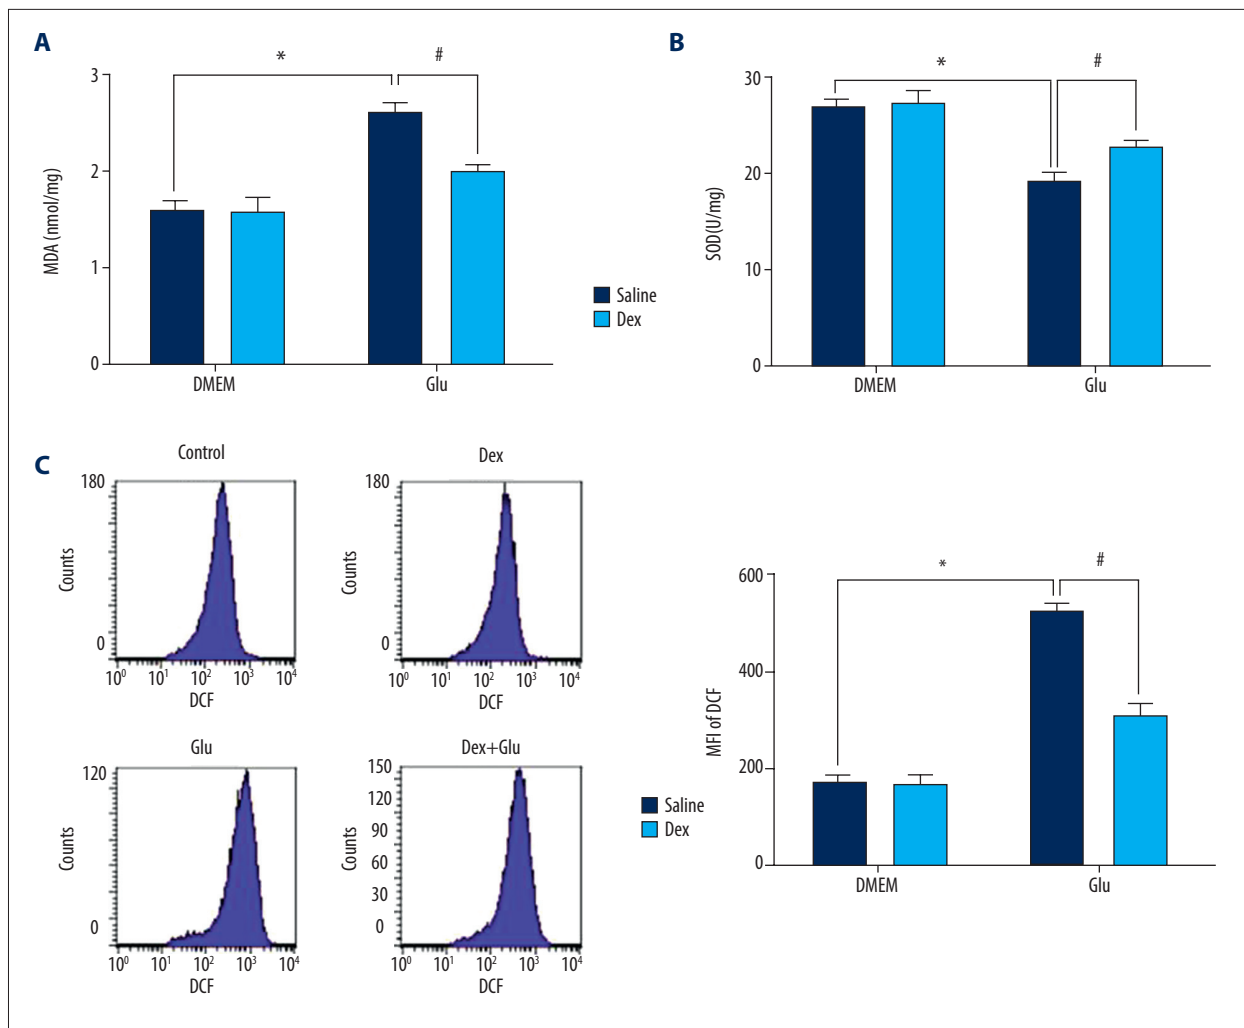 A
* #
3
2
1
0
MDA (nmol/mg)
DMEM Glu
Saline
Dex
B
* #
30
20
10
0
SOD(U/mg)
DMEM Glu
C
Control
180
0
Counts
10⁰ 10¹ 10² 10³ 10⁴
DCF
Dex
180
0
Counts
10⁰ 10¹ 10² 10³ 10⁴
DCF
Glu
120
0
Counts
10⁰ 10¹ 10² 10³ 10⁴
DCF
Dex+Glu
150
120
90
60
30
0
Counts
10⁰ 10¹ 10² 10³ 10⁴
DCF
Saline
Dex
* #
600
400
200
0
MFI of DCF
DMEM Glu